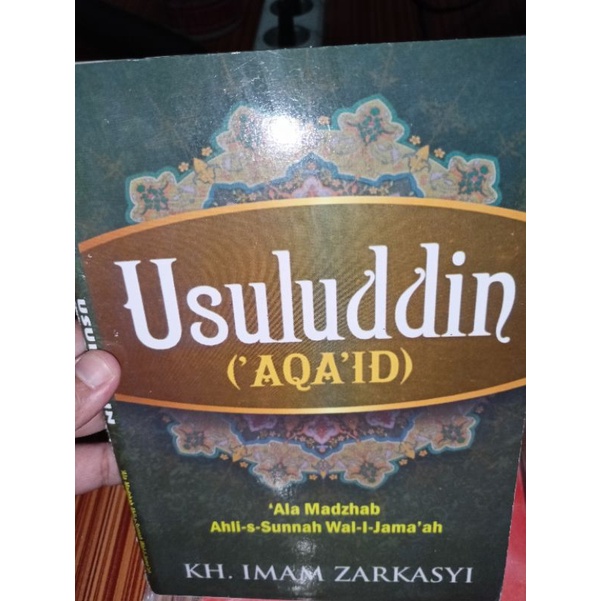 Usuluddin
('AQA'ID)
'Ala Madzhab
Ahli-s-Sunnah Wal-l-Jama'ah
KH. IMAM ZARKASYI